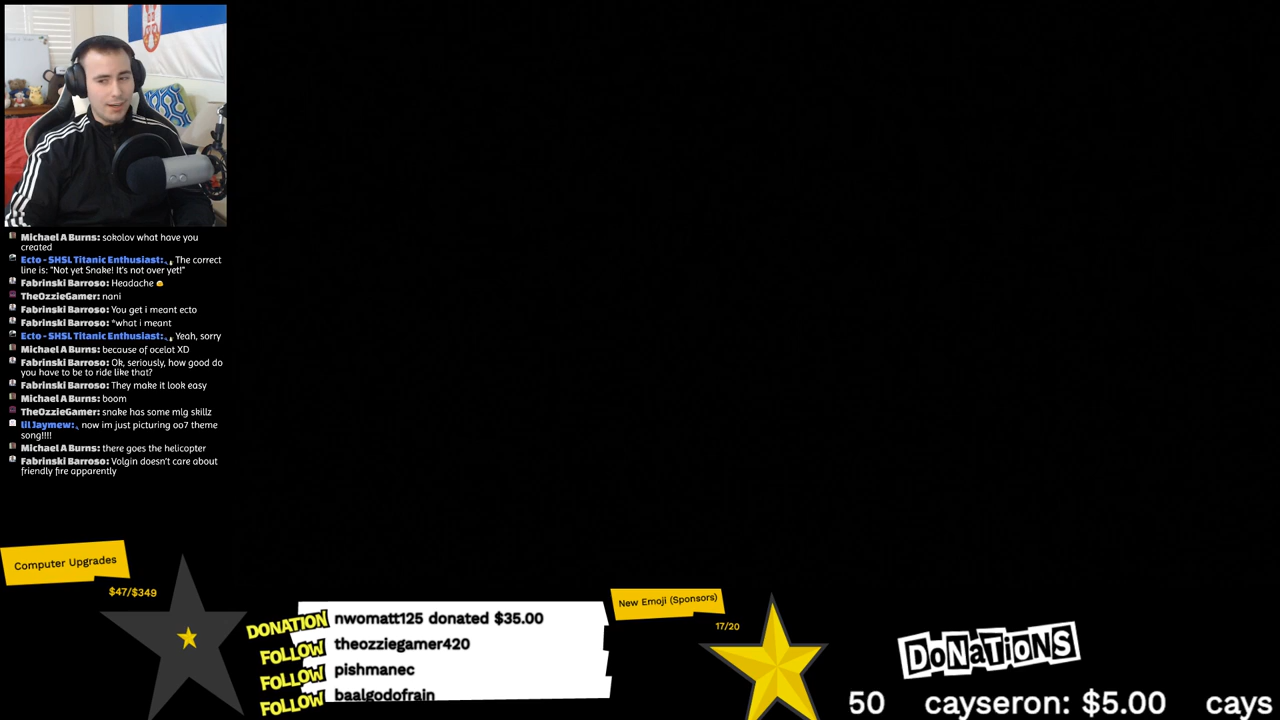 Michael A Burns: sokolov what have you
created
Ecto - SHSL Titanic Enthusiast: The correct
line is: "Not yet Snake! It's not over yet!"
Fabrinski Barroso: Headache
TheOzzieGamer: nani
Fabrinski Barroso: You get i meant ecto
Fabrinski Barroso: *what i meant
Ecto - SHSL Titanic Enthusiast: Yeah, sorry
Michael A Burns: because of ocelot XD
Fabrinski Barroso: Ok, seriously, how good do
you have to be to ride like that?
Fabrinski Barroso: They make it look easy
Michael A Burns: boom
TheOzzieGamer: snake has some mlg skillz
lil Jaymew: now im just picturing oo7 theme
song!!!!
Michael A Burns: there goes the helicopter
Fabrinski Barroso: Volgin doesn't care about
friendly fire apparently
Computer Upgrades
$47/$349
DONATION nwomatt125 donated $35.00
FOLLOW theozziegamer420
FOLLOW pishmanec
FOLLOW baalgodofrain
New Emoji (Sponsors)
17/20
DoNaTioNS
50 cayseron: $5.00 cays